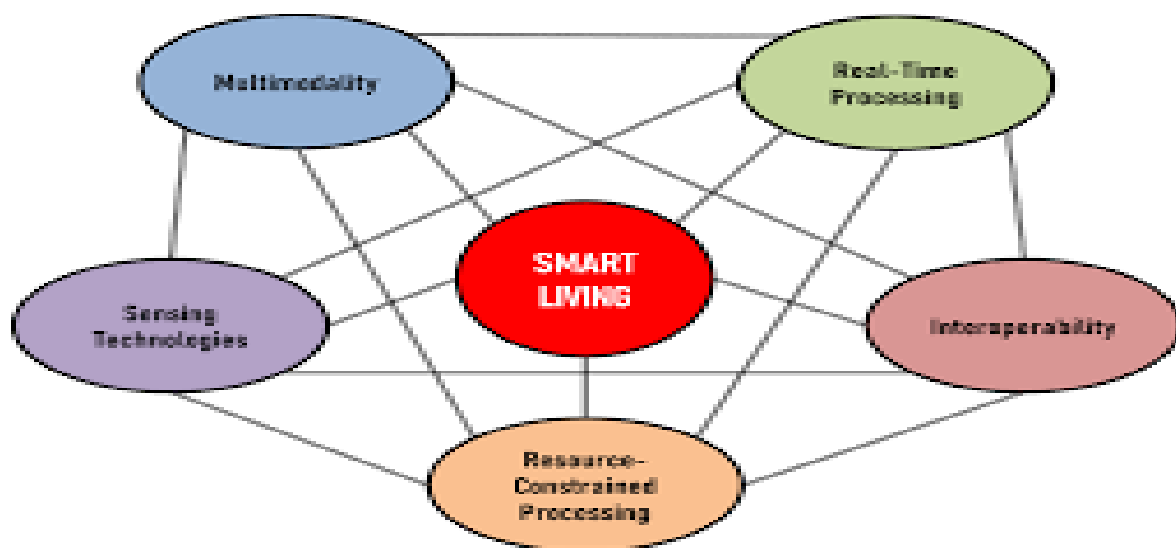 Multimodality
Real-Time
Processing
SMART
LIVING
Sensing
Technologies
Interoperability
Resource-
Constrained
Processing